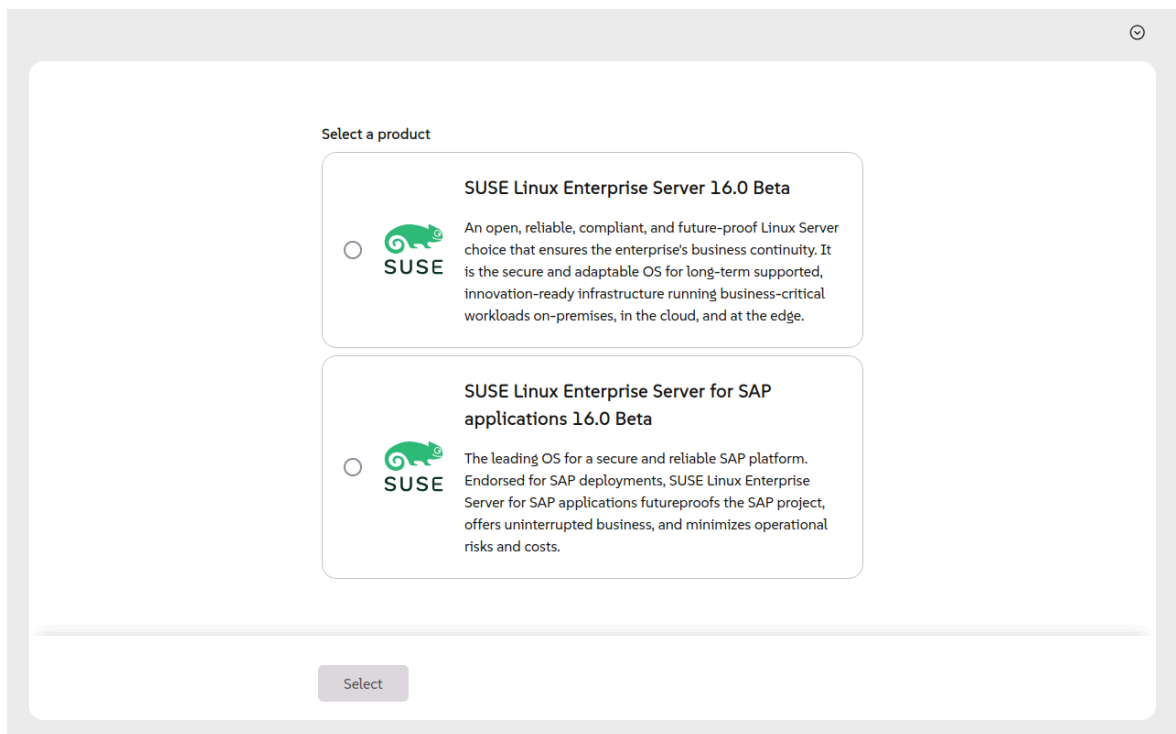 Select a product
SUSE Linux Enterprise Server 16.0 Beta
An open, reliable, compliant, and future-proof Linux Server
choice that ensures the enterprise's business continuity. It
is the secure and adaptable OS for long-term supported,
innovation-ready infrastructure running business-critical
workloads on-premises, in the cloud, and at the edge.
SUSE
SUSE Linux Enterprise Server for SAP
applications 16.0 Beta
The leading OS for a secure and reliable SAP platform.
Endorsed for SAP deployments, SUSE Linux Enterprise
Server for SAP applications futureproofs the SAP project,
offers uninterrupted business, and minimizes operational
risks and costs.
SUSE
Select